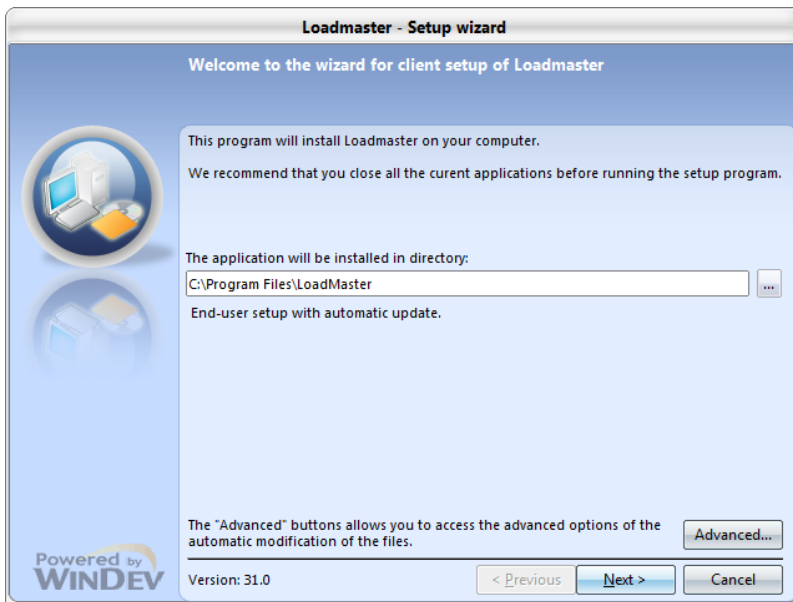 Loadmaster - Setup wizard
Welcome to the wizard for client setup of Loadmaster
This program will install Loadmaster on your computer.
We recommend that you close all the curent applications before running the setup program.
The application will be installed in directory:
C:\Program Files\LoadMaster
...
End-user setup with automatic update.
The "Advanced" buttons allows you to access the advanced options of the
automatic modification of the files.
Advanced...
Powered by
WINDEV
Version: 31.0
< Previous
Next >
Cancel